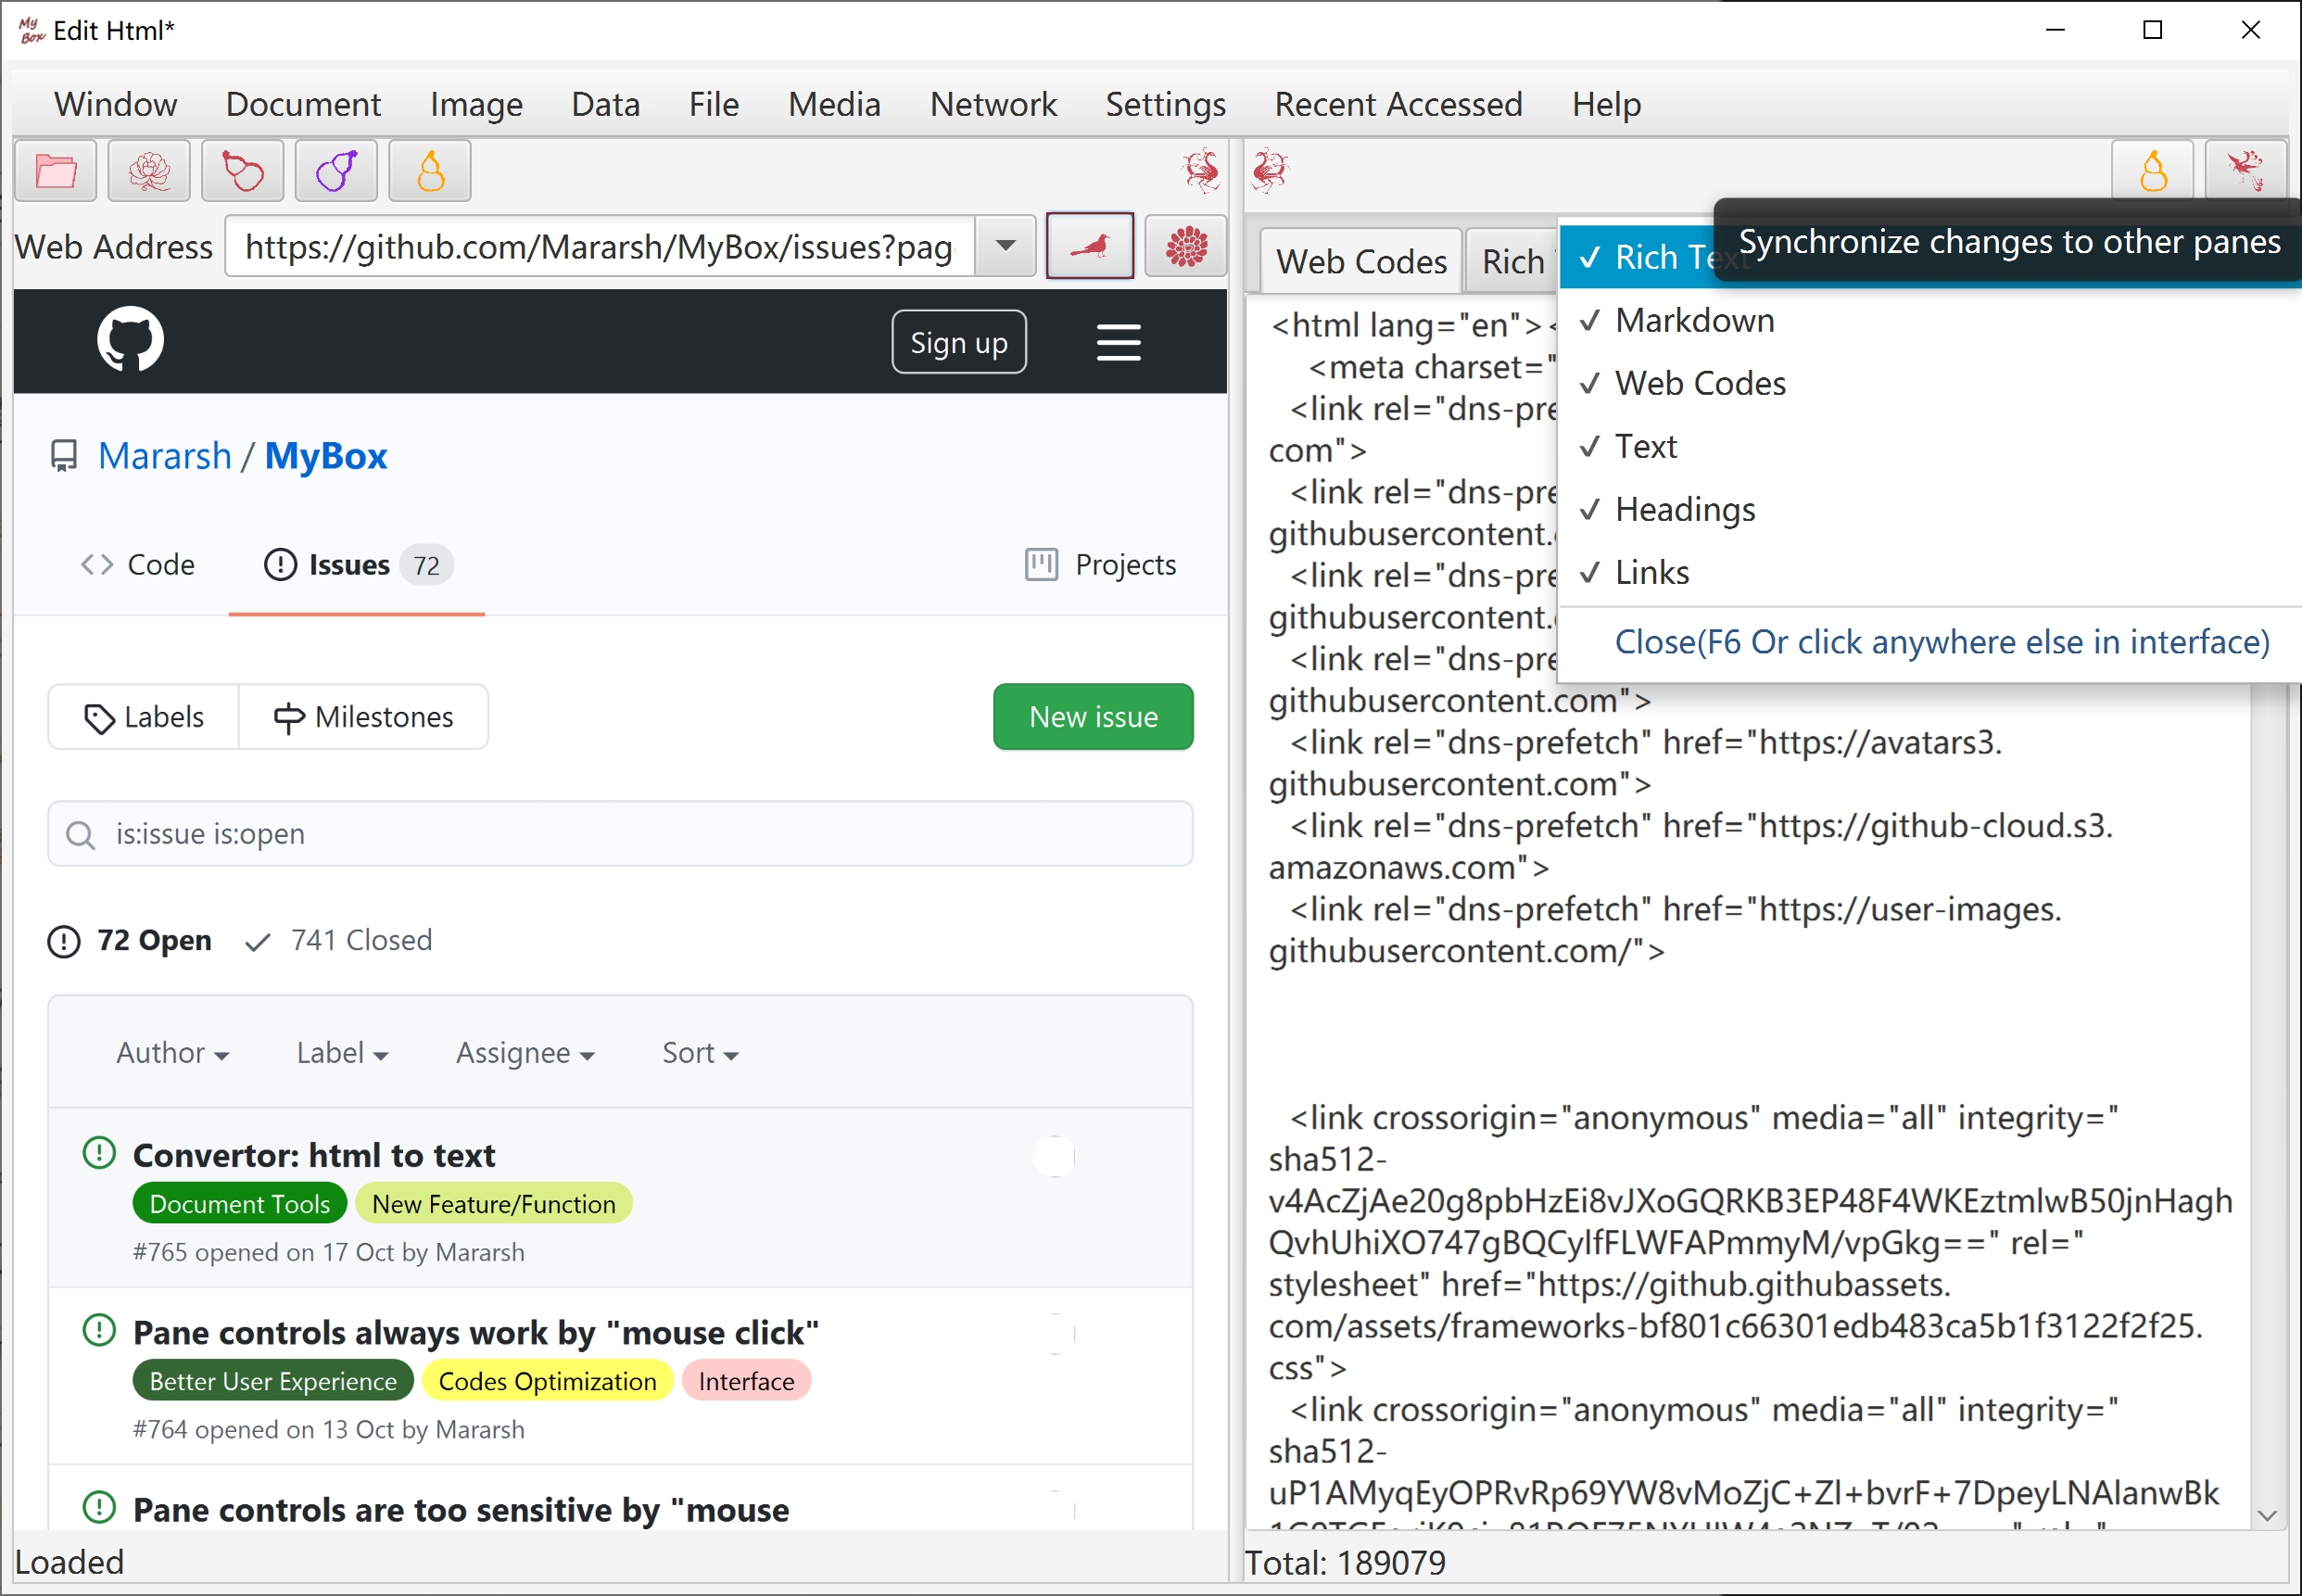 My Box Edit Html*
Window Document Image Data File Media Network Settings Recent Accessed Help
Web Address https://github.com/Mararsh/MyBox/issues?pag
Sign up
Mararsh / MyBox
Code Issues 72 Projects
Labels Milestones New issue
is:issue is:open
72 Open 741 Closed
Author Label Assignee Sort
Convertor: html to text
Document Tools New Feature/Function
#765 opened on 17 Oct by Mararsh
Pane controls always work by "mouse click"
Better User Experience Codes Optimization Interface
#764 opened on 13 Oct by Mararsh
Pane controls are too sensitive by "mouse
Loaded
Web Codes Rich
Rich Text
Synchronize changes to other panes
Markdown
Web Codes
Text
Headings
Links
Close(F6 Or click anywhere else in interface)
<html lang="en"><
<meta charset="
<link rel="dns-pre
com">
<link rel="dns-pre
githubusercontent.
<link rel="dns-pre
githubusercontent.
<link rel="dns-pre
githubusercontent.com">
<link rel="dns-prefetch" href="https://avatars3.
githubusercontent.com">
<link rel="dns-prefetch" href="https://github-cloud.s3.
amazonaws.com">
<link rel="dns-prefetch" href="https://user-images.
githubusercontent.com/">
<link crossorigin="anonymous" media="all" integrity="
sha512-
v4AcZjAe20g8pbHzEi8vJXoGQRKB3EP48F4WKEztmlwB50jnHagh
QvhUhiXO747gBQCylfFLWFAPmmyM/vpGkg==" rel="
stylesheet" href="https://github.githubassets.
com/assets/frameworks-bf801c66301edb483ca5b1f3122f2f25.
css">
<link crossorigin="anonymous" media="all" integrity="
sha512-
uP1AMyqEyOPRvRp69YW8vMoZjC+Zl+bvrF+7DpeyLNAlanwBk
Total: 189079